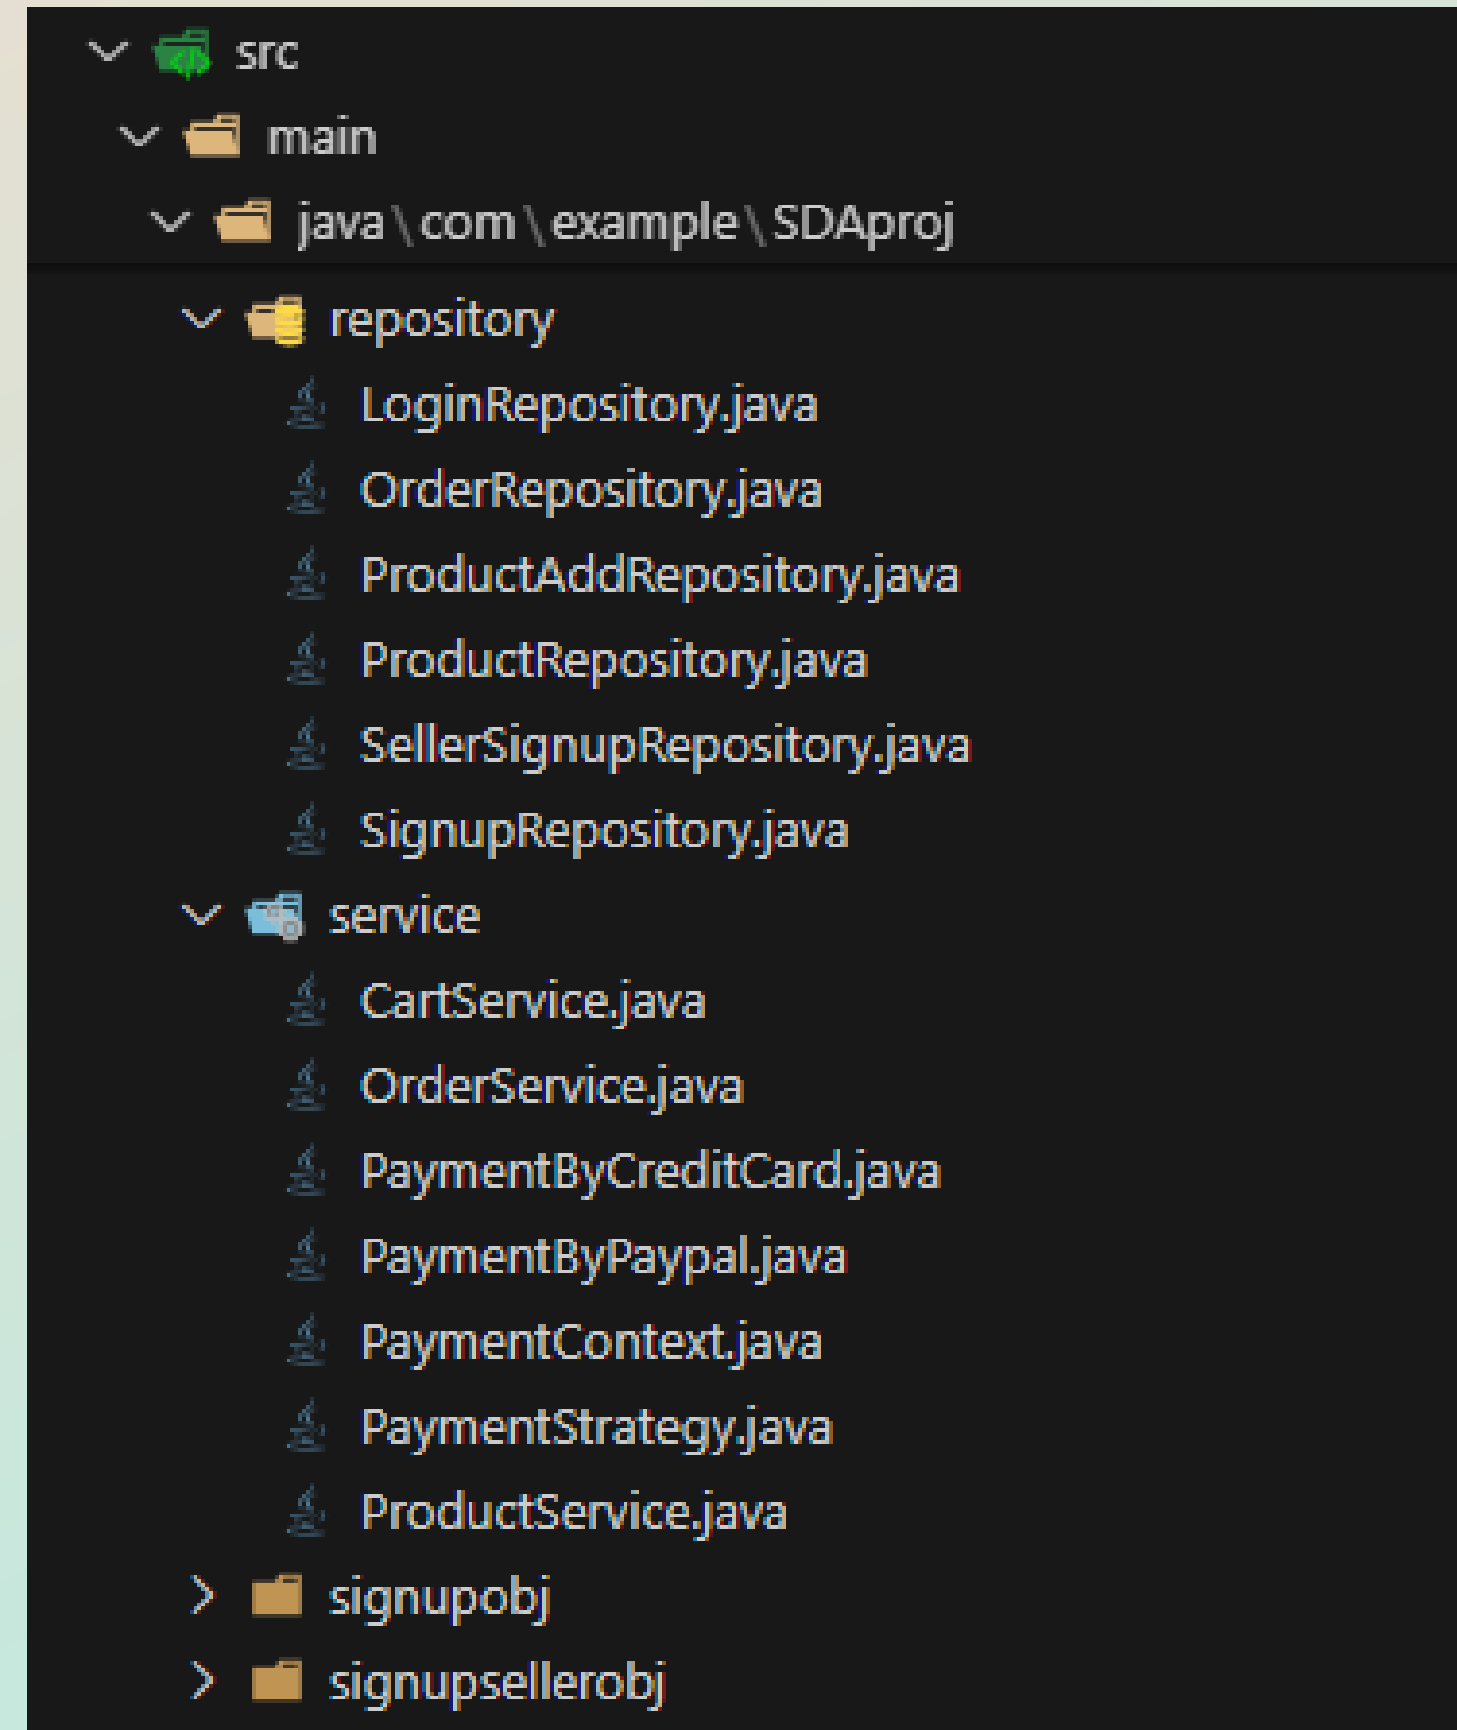 src
main
java\com\example\SDAproj
repository
LoginRepository.java
OrderRepository.java
ProductAddRepository.java
ProductRepository.java
SellerSignupRepository.java
SignupRepository.java
service
CartService.java
OrderService.java
PaymentByCreditCard.java
PaymentByPaypal.java
PaymentContext.java
PaymentStrategy.java
ProductService.java
signupobj
signupsellerobj